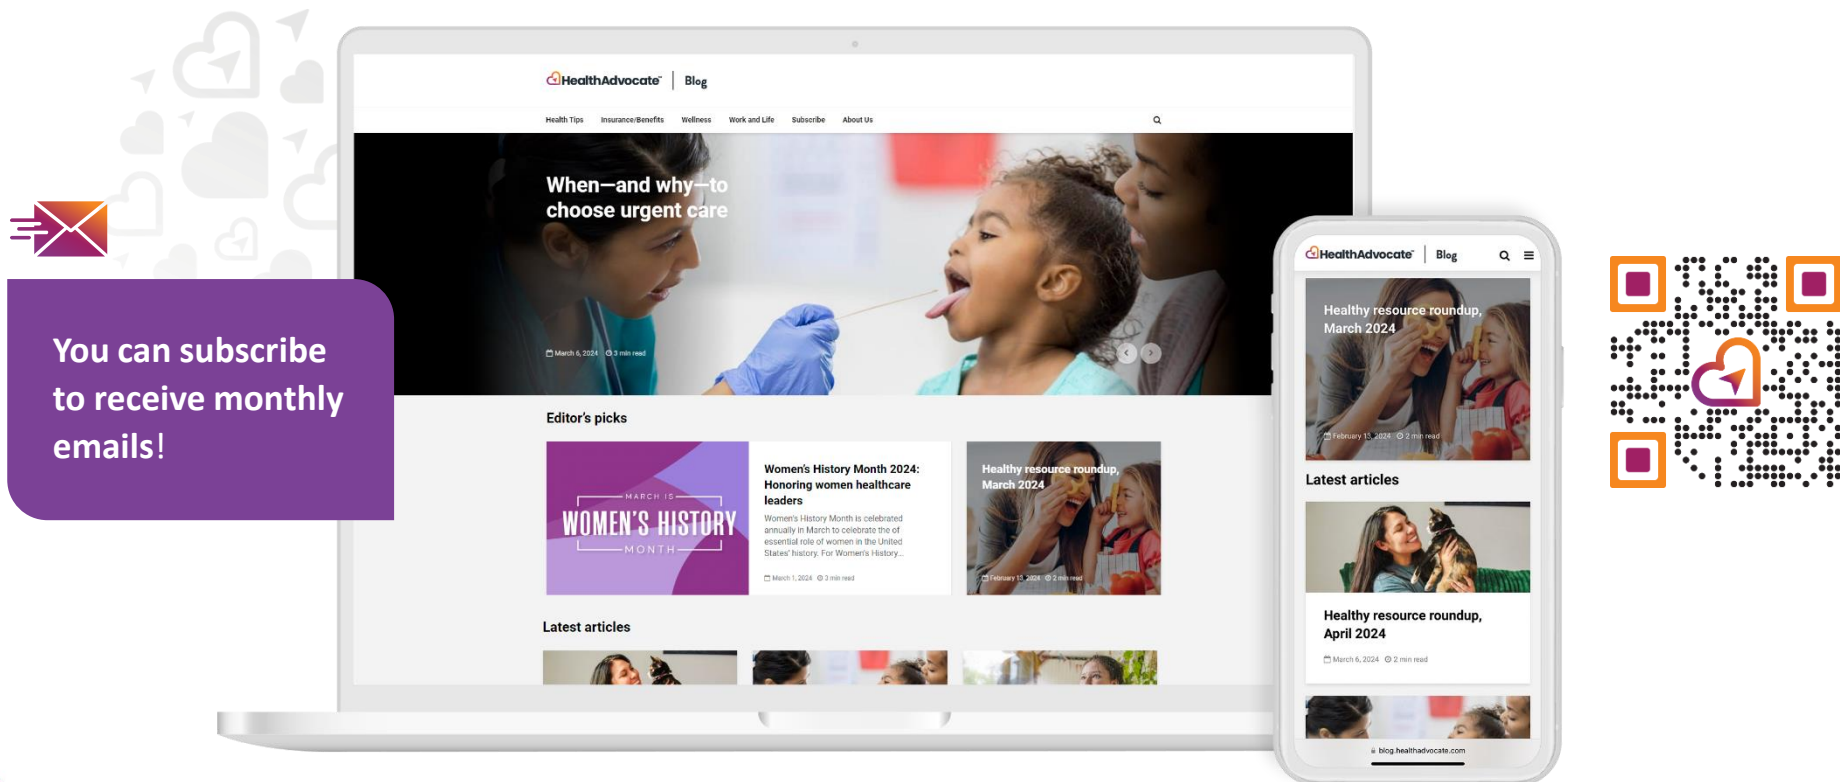 HealthAdvocate™ | Blog
Health Tips Insurance/Benefits Wellness Work and Life Subscribe About Us
When—and why—to
choose urgent care
March 6, 2024 3 min read
You can subscribe
to receive monthly
emails!
Editor's picks
MARCH IS
WOMEN'S HISTORY
MONTH
Women's History Month 2024:
Honoring women healthcare
leaders
Women's History Month is celebrated
annually in March to celebrate the of
essential role of women in the United
States' history. For Women's History...
March 1, 2024 3 min read
Healthy resource roundup,
March 2024
February 13, 2024 2 min read
Latest articles
HealthAdvocate™ | Blog
Healthy resource roundup,
March 2024
February 13, 2024 2 min read
Latest articles
Healthy resource roundup,
April 2024
March 6, 2024 2 min read
blog.healthadvocate.com